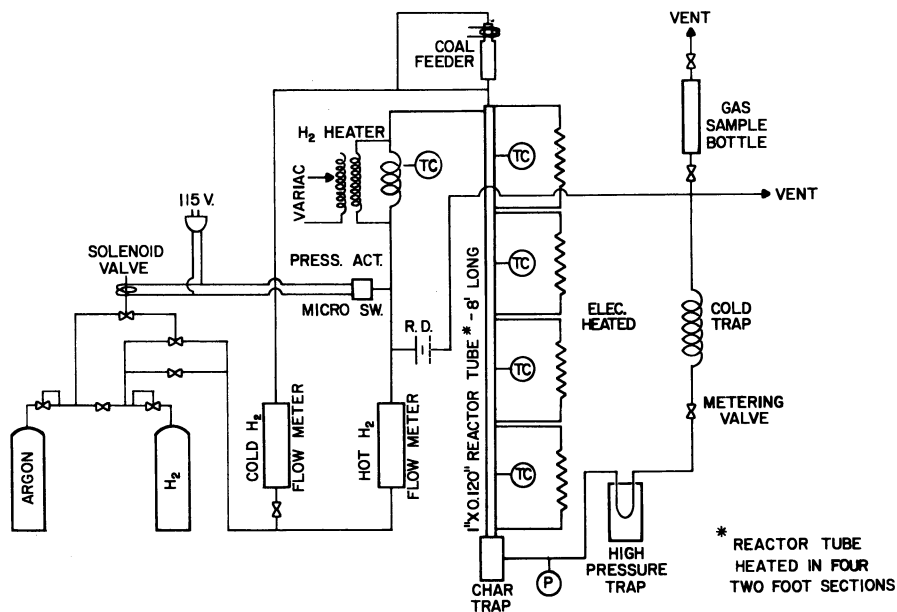 VENT
COAL
FEEDER
GAS
SAMPLE
BOTTLE
H₂ HEATER
TC
TC
VARIAC
VENT
115 V.
SOLENOID
VALVE
PRESS. ACT.
MICRO SW.
TC
ELEC.
HEATED
COLD
TRAP
R. D.
1"X0.120" REACTOR TUBE * - 8' LONG
TC
METERING
VALVE
ARGON
H₂
COLD H₂
FLOW METER
HOT H₂
FLOW METER
TC
P
CHAR
TRAP
HIGH
PRESSURE
TRAP
* REACTOR TUBE
HEATED IN FOUR
TWO FOOT SECTIONS